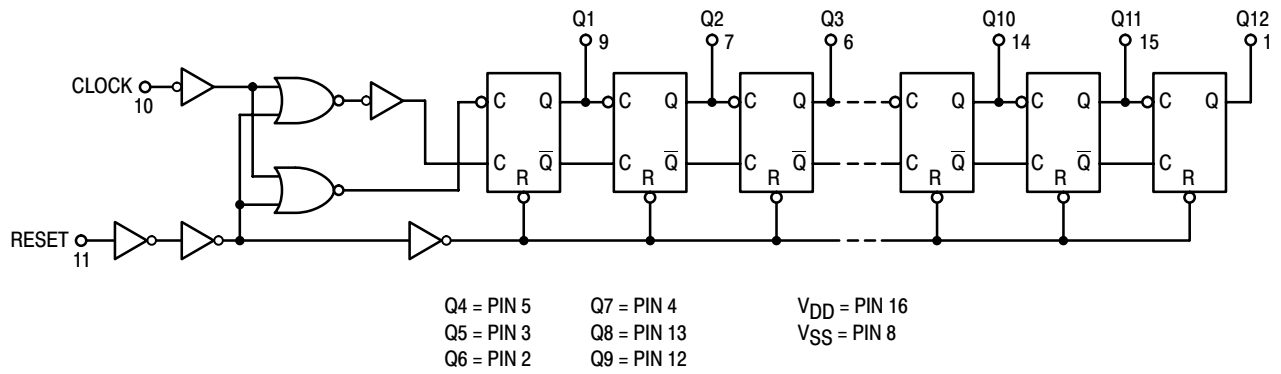 Q1 Q2 Q3 Q10 Q11 Q12
9 7 6 14 15 1
CLOCK
10
C Q C Q C Q C Q C Q C Q
C Q̅ C Q̅ C Q̅ C Q̅ C Q̅ C
R R R R R R
RESET
11
Q4 = PIN 5 Q7 = PIN 4 VDD = PIN 16
Q5 = PIN 3 Q8 = PIN 13 VSS = PIN 8
Q6 = PIN 2 Q9 = PIN 12